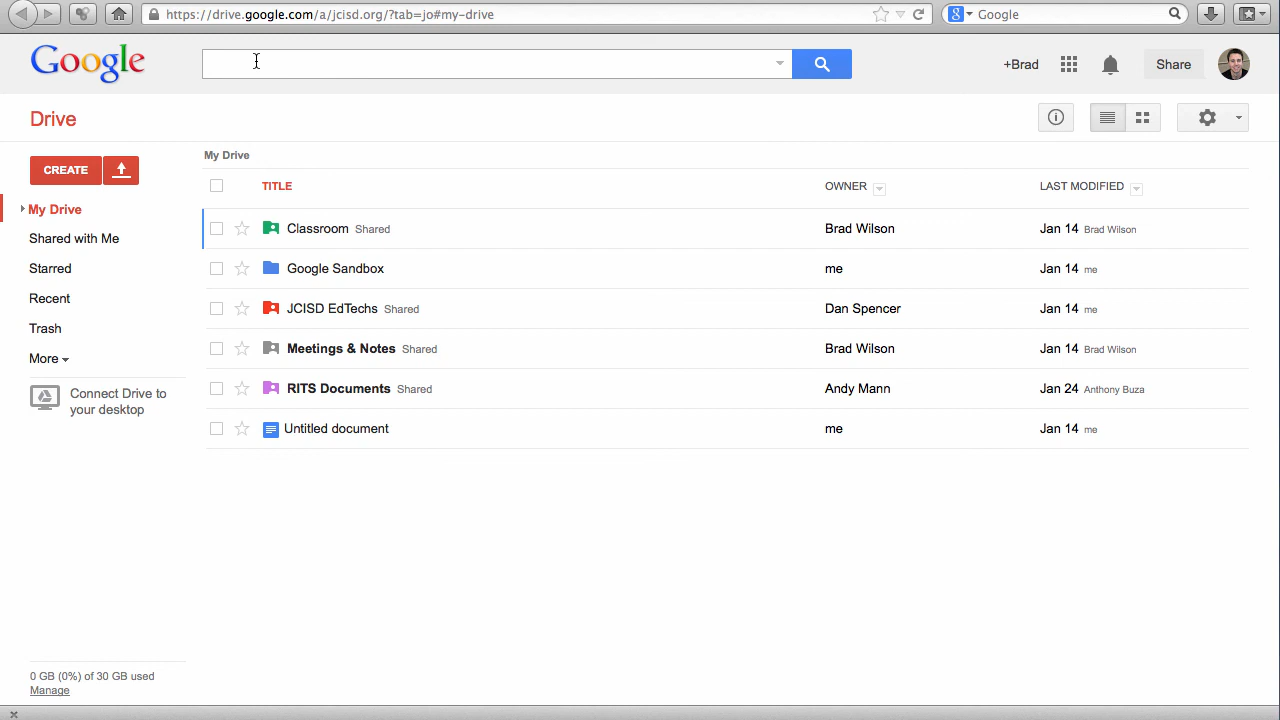 https://drive.google.com/a/jcisd.org/?tab=jo#my-drive
Google
Google
+Brad
Share
Drive
CREATE
My Drive
Shared with Me
Starred
Recent
Trash
More
Connect Drive to
your desktop
0 GB (0%) of 30 GB used
Manage
My Drive
TITLE OWNER LAST MODIFIED
Classroom Shared Brad Wilson Jan 14 Brad Wilson
Google Sandbox me Jan 14 me
JCISD EdTechs Shared Dan Spencer Jan 14 me
Meetings & Notes Shared Brad Wilson Jan 14 Brad Wilson
RITS Documents Shared Andy Mann Jan 24 Anthony Buza
Untitled document me Jan 14 me